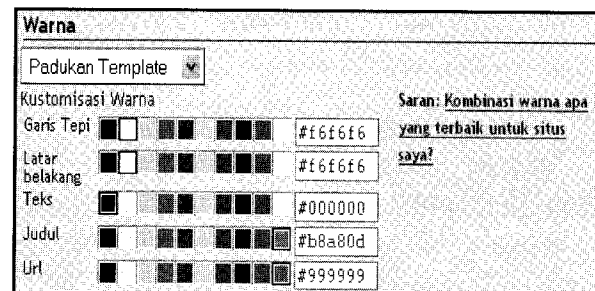 Warna
Padukan Template
Kustomisasi Warna
Garis Tepi #f6f6f6
Latar belakang #f6f6f6
Teks #000000
Judul #b8a80d
Url #999999
Saran: Kombinasi warna apa
yang terbaik untuk situs
saya?